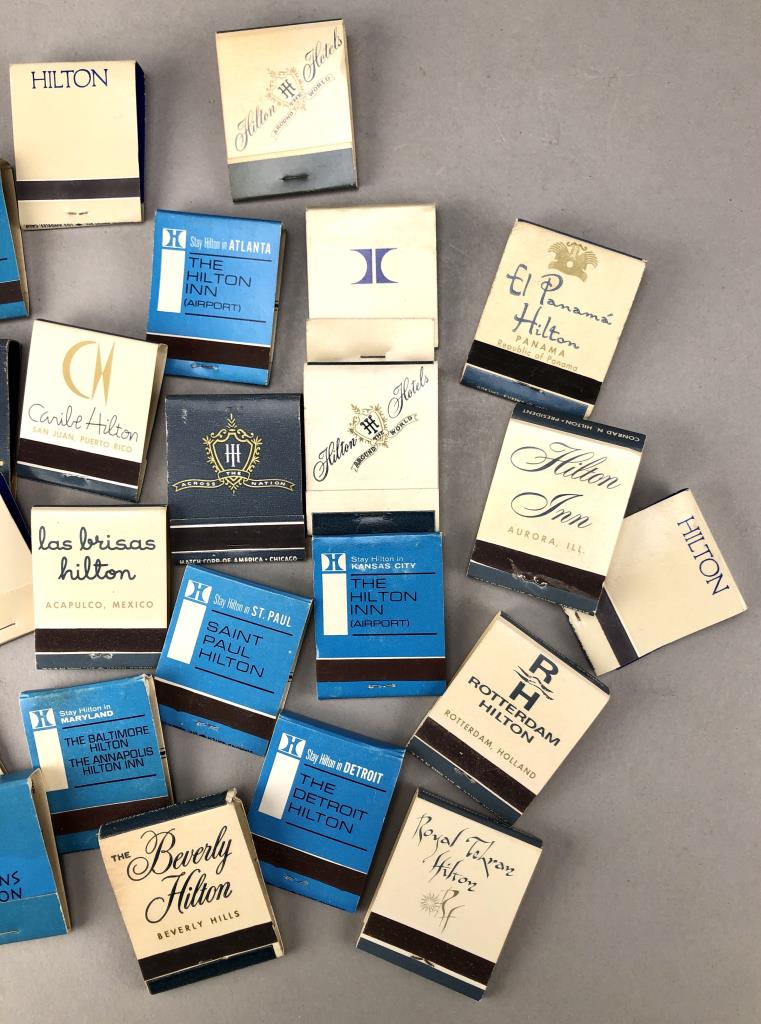 HILTON
Hilton Hotels
H
AROUND THE WORLD
Stay Hilton in ATLANTA
THE
HILTON
INN
(AIRPORT)
El Panamá
Hilton
PANAMA
Republic of Panama
CH
Caribe Hilton
SAN JUAN, PUERTO RICO
H
ACROSS THE NATION
MATCH CORP. OF AMERICA • CHICAGO
Hilton Hotels
H
AROUND THE WORLD
CONRAD N. HILTON • PRESIDENT
Hilton
Inn
AURORA, ILL.
HILTON
las brisas
hilton
ACAPULCO, MEXICO
Stay Hilton in ST. PAUL
SAINT
PAUL
HILTON
Stay Hilton in
KANSAS CITY
THE
HILTON
INN
(AIRPORT)
RH
ROTTERDAM
HILTON
ROTTERDAM, HOLLAND
Stay Hilton in
MARYLAND
THE BALTIMORE
HILTON
THE ANNAPOLIS
HILTON INN
Stay Hilton in DETROIT
THE
DETROIT
HILTON
NS
ON
THE Beverly
Hilton
BEVERLY HILLS
Royal Tehran
Hilton